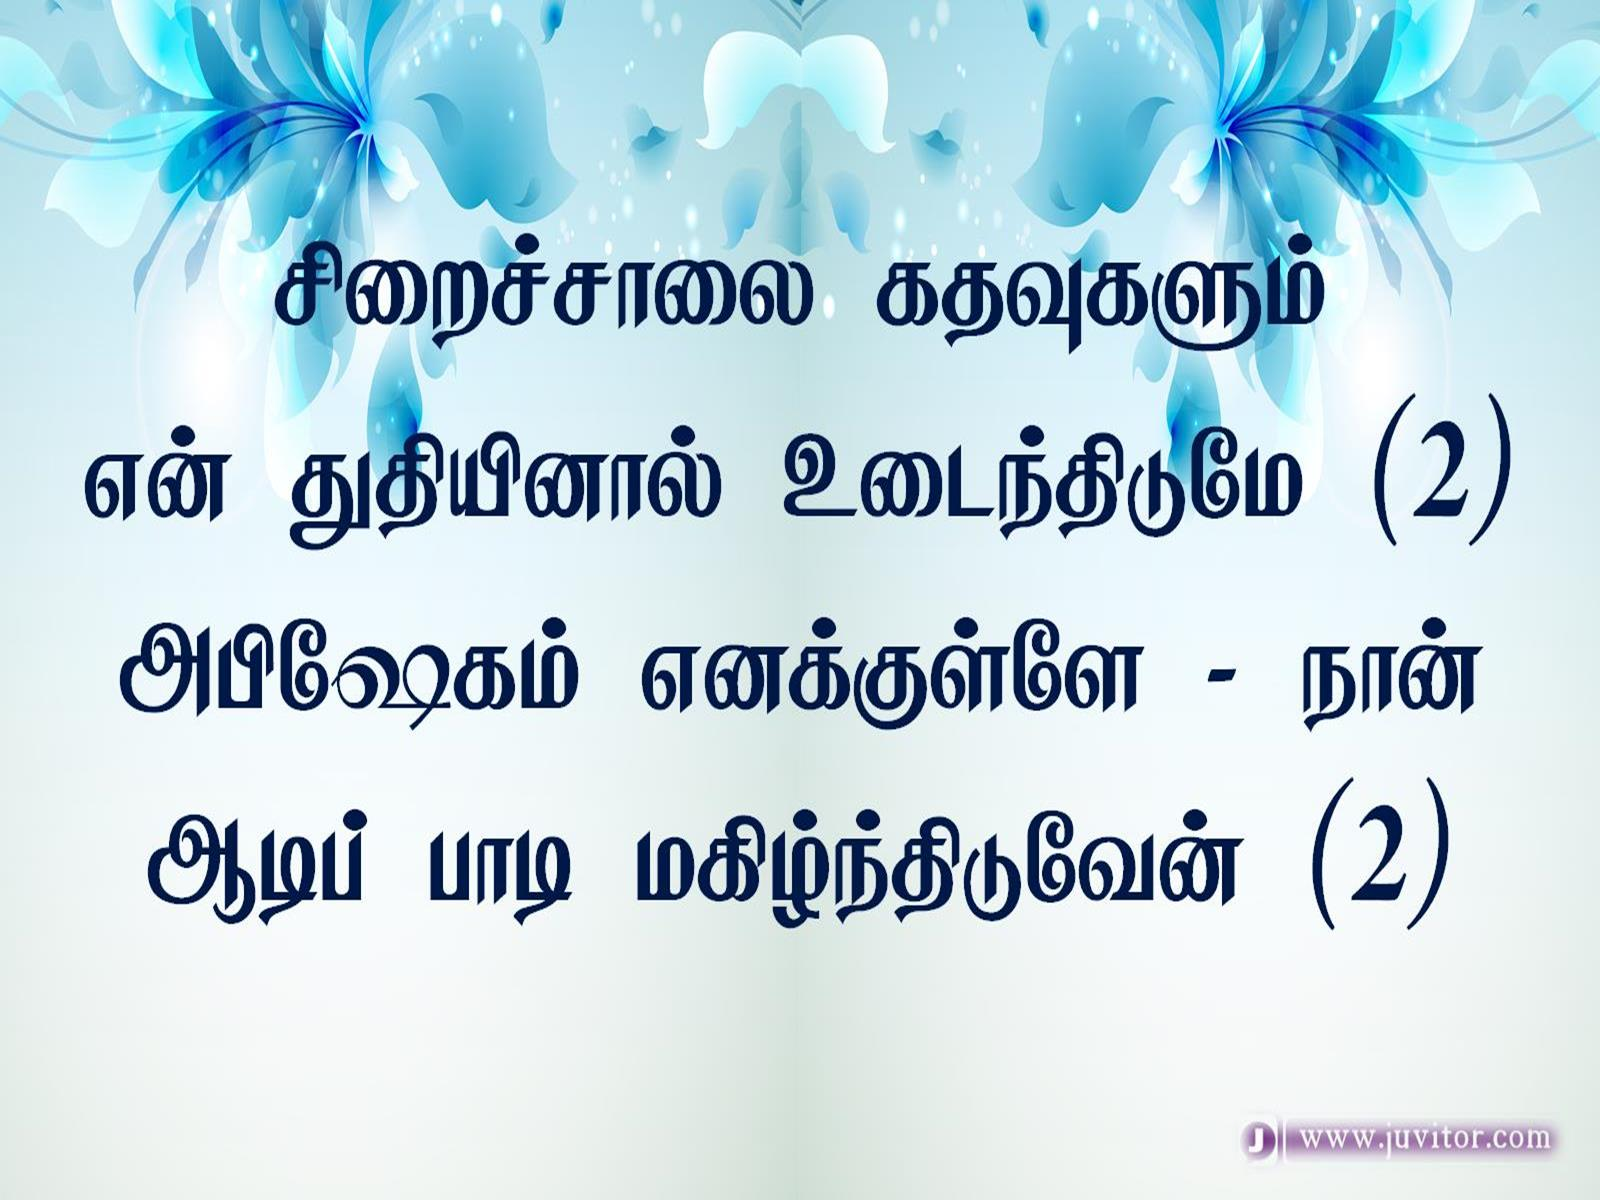 சிறைச்சாலை கதவுகளும்
என் துதியினால் உடைந்திடுமே (2)
அபிஷேகம் எனக்குள்ளே - நான்
ஆடிப் பாடி மகிழ்ந்திடுவேன் (2)
J www.juvitor.com